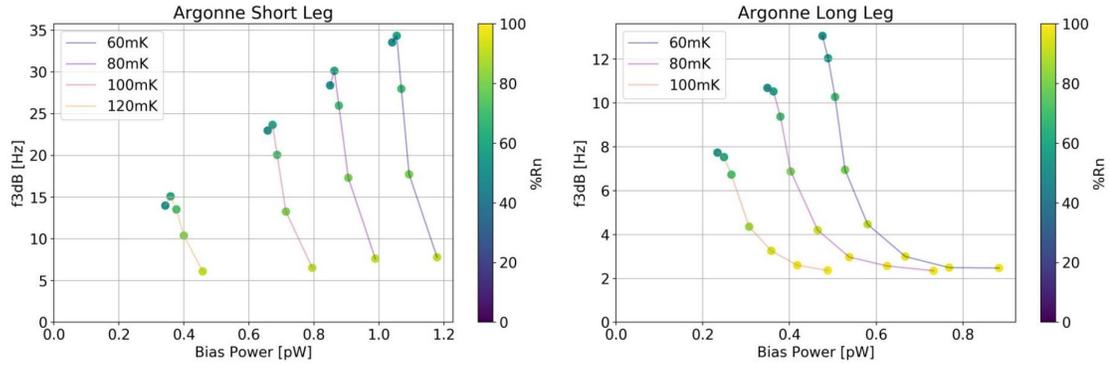 Argonne Short Leg
35
30
25
20
15
10
5
0
f3dB [Hz]
60mK
80mK
100mK
120mK
0.0 0.2 0.4 0.6 0.8 1.0 1.2
Bias Power [pW]
100
80
60
40
20
0
%Rn
Argonne Long Leg
12
10
8
6
4
2
0
f3dB [Hz]
60mK
80mK
100mK
0.0 0.2 0.4 0.6 0.8
Bias Power [pW]
100
80
60
40
20
0
%Rn